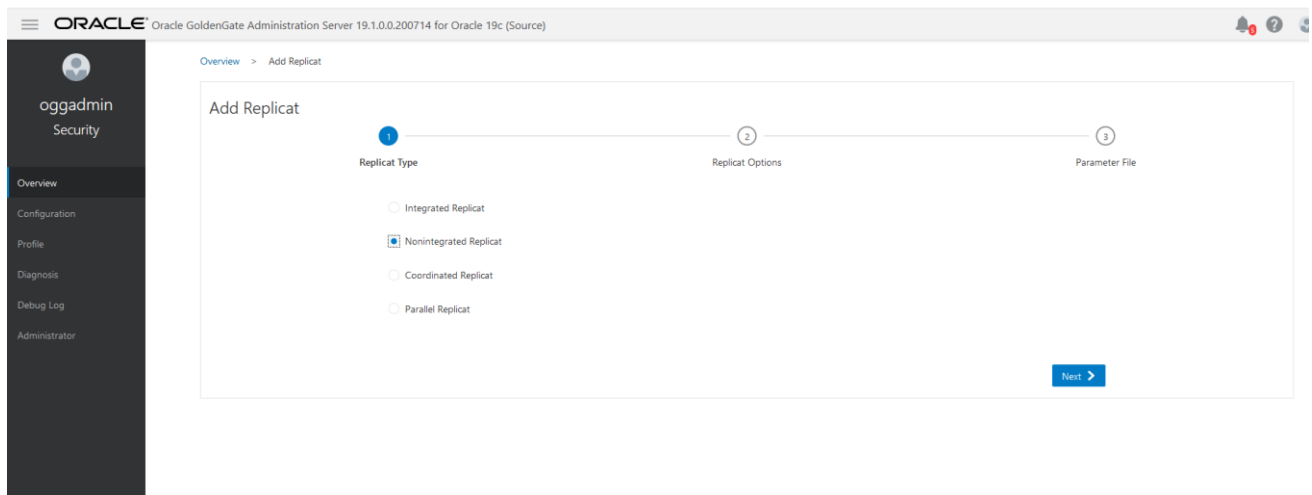 ORACLE® Oracle GoldenGate Administration Server 19.1.0.0.200714 for Oracle 19c (Source)
5
?
oggadmin
Security
Overview
Configuration
Profile
Diagnosis
Debug Log
Administrator
Overview > Add Replicat
Add Replicat
1 2 3
Replicat Type Replicat Options Parameter File
Integrated Replicat
Nonintegrated Replicat
Coordinated Replicat
Parallel Replicat
Next